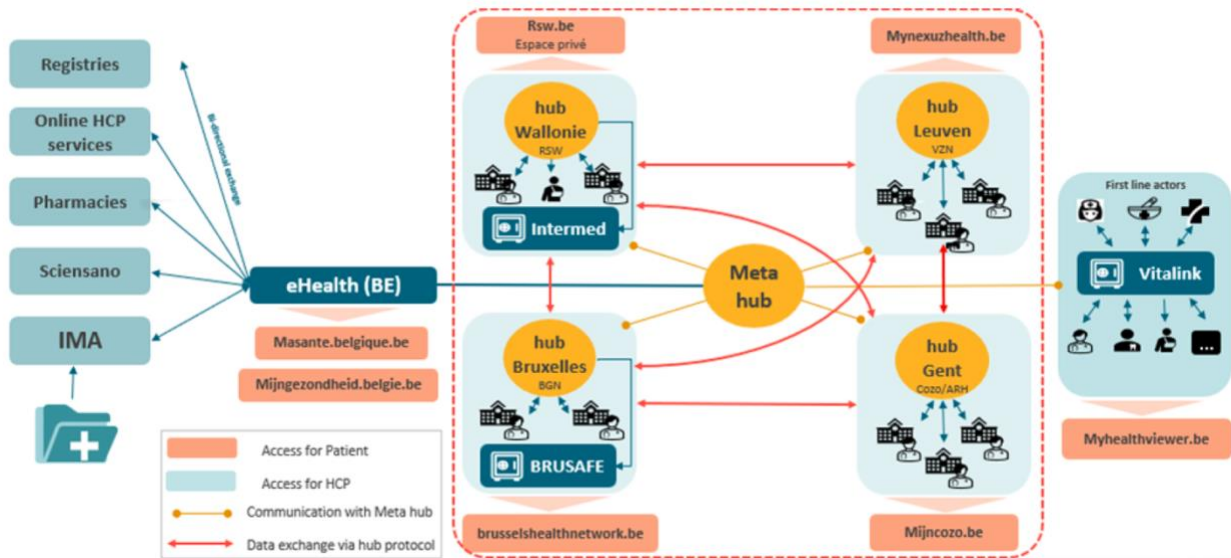 Registries
Online HCP
services
Pharmacies
Sciensano
IMA
Bi-directional exchange
eHealth (BE)
Masante.belgique.be
Mijngezondheid.belgie.be
Access for Patient
Access for HCP
Communication with Meta hub
Data exchange via hub protocol
Rsw.be
Espace privé
hub
Wallonie
RSW
Intermed
hub
Bruxelles
BGN
BRUSAFE
brusselshealthnetwork.be
Meta
hub
Mynexuzhealth.be
hub
Leuven
VZN
hub
Gent
Cozo/ARH
Mijncozo.be
First line actors
Vitalink
...
Myhealthviewer.be